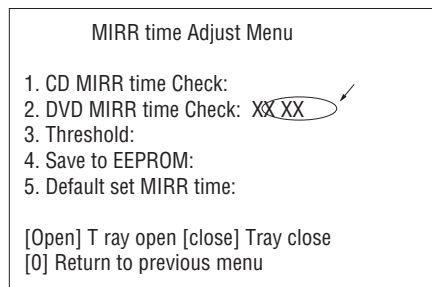 MIRR time Adjust Menu
1. CD MIRR time Check:
2. DVD MIRR time Check: XX XX
3. Threshold:
4. Save to EEPROM:
5. Default set MIRR time:
[Open] T ray open [close] Tray close
[0] Return to previous menu